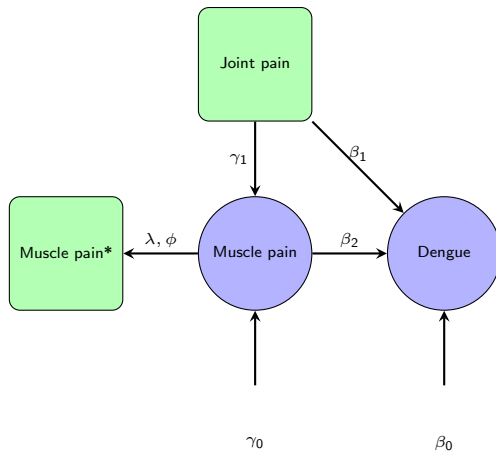 Joint pain
γ₁
β₁
Muscle pain*
λ, ϕ
Muscle pain
β₂
Dengue
γ₀
β₀